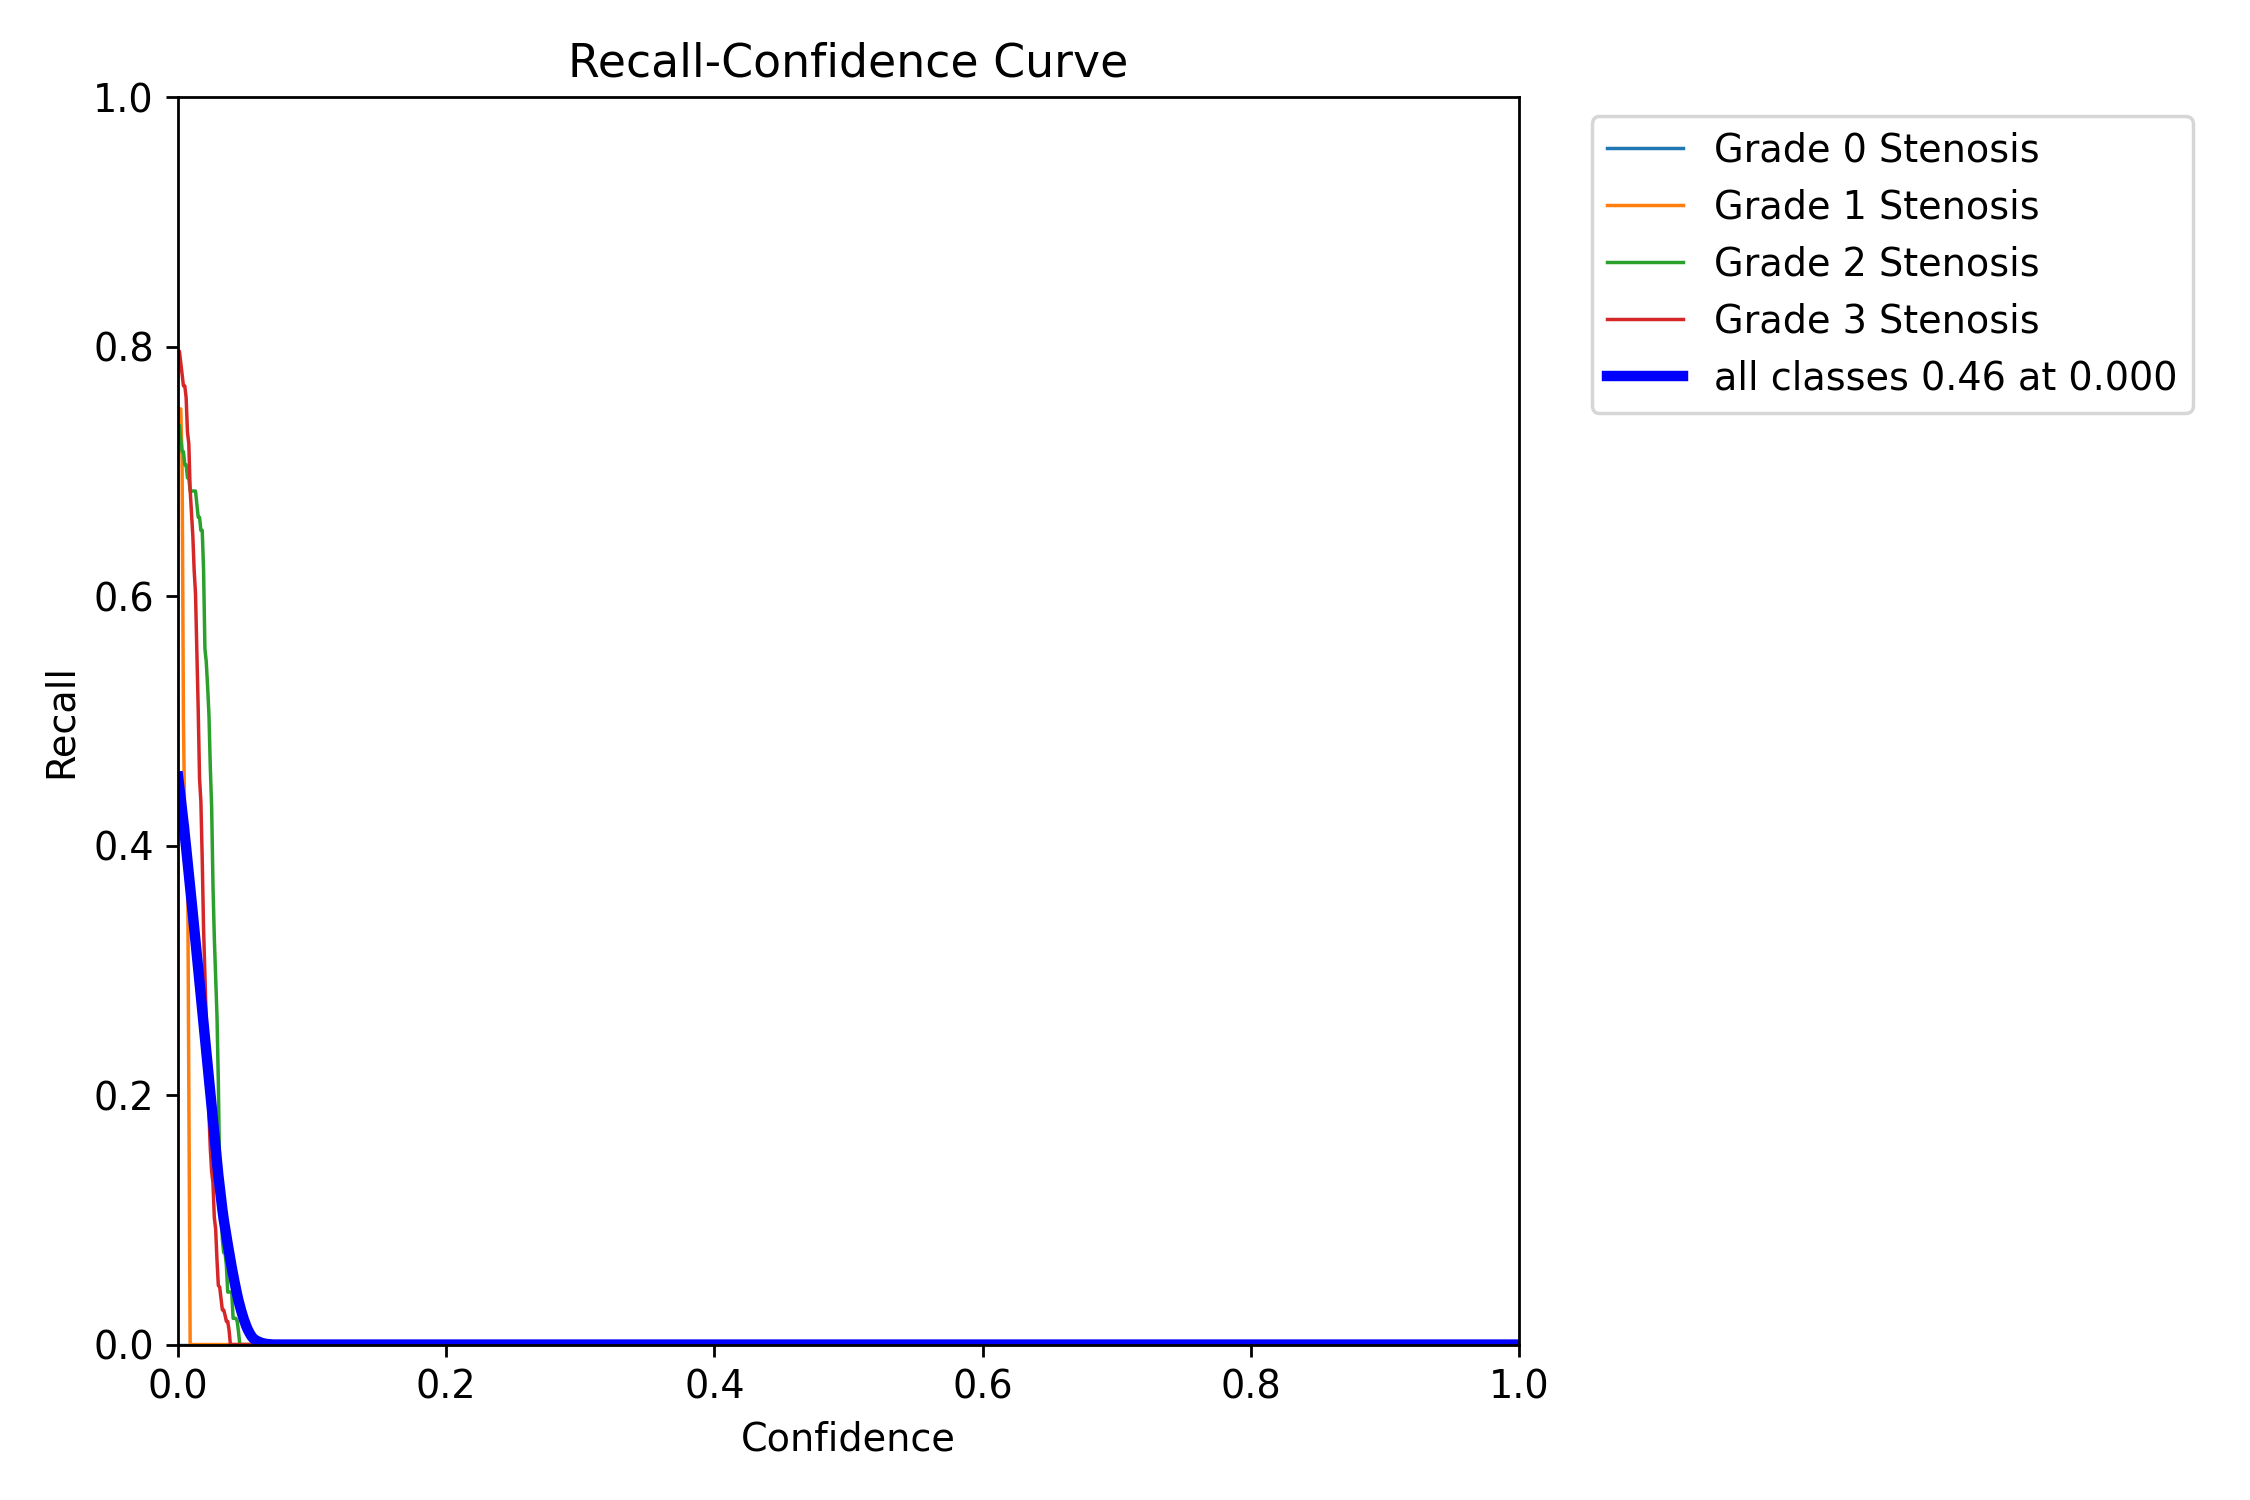 Recall-Confidence Curve
1.0
0.8
0.6
0.4
0.2
0.0
Recall
0.0 0.2 0.4 0.6 0.8 1.0
Confidence
Grade 0 Stenosis
Grade 1 Stenosis
Grade 2 Stenosis
Grade 3 Stenosis
all classes 0.46 at 0.000